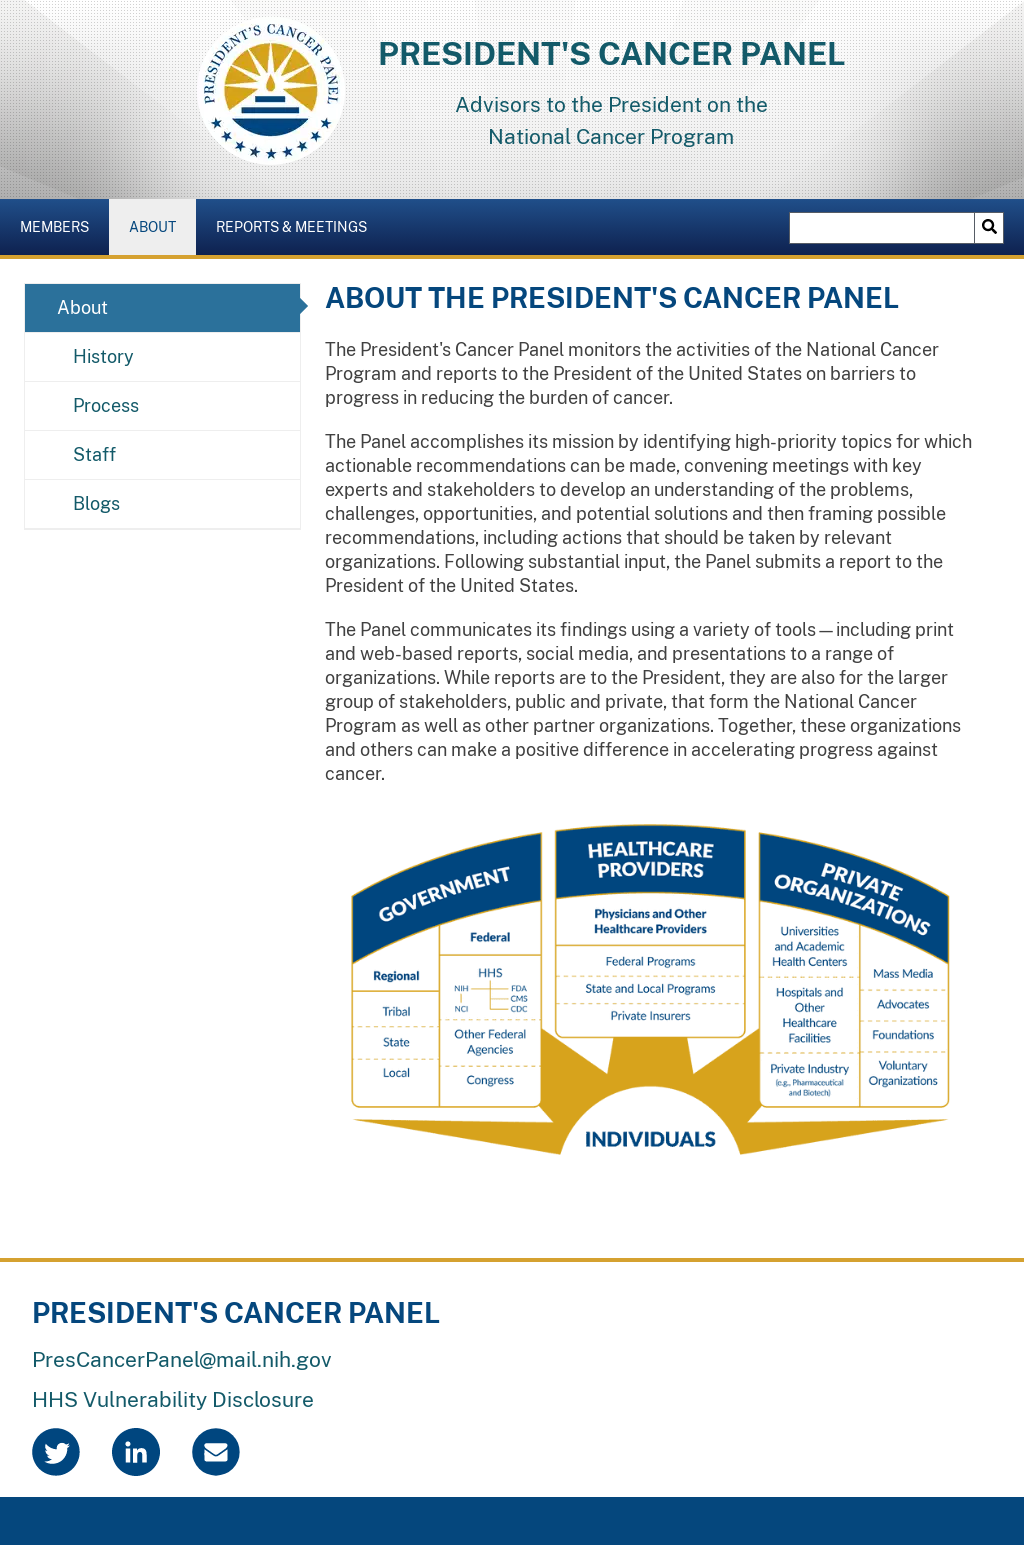 PRESIDENT'S CANCER PANEL
PRESIDENT'S CANCER PANEL
Advisors to the President on the
National Cancer Program
MEMBERS
ABOUT
REPORTS & MEETINGS
About
History
Process
Staff
Blogs
ABOUT THE PRESIDENT'S CANCER PANEL
The President's Cancer Panel monitors the activities of the National Cancer
Program and reports to the President of the United States on barriers to
progress in reducing the burden of cancer.
The Panel accomplishes its mission by identifying high-priority topics for which
actionable recommendations can be made, convening meetings with key
experts and stakeholders to develop an understanding of the problems,
challenges, opportunities, and potential solutions and then framing possible
recommendations, including actions that should be taken by relevant
organizations. Following substantial input, the Panel submits a report to the
President of the United States.
The Panel communicates its findings using a variety of tools—including print
and web-based reports, social media, and presentations to a range of
organizations. While reports are to the President, they are also for the larger
group of stakeholders, public and private, that form the National Cancer
Program as well as other partner organizations. Together, these organizations
and others can make a positive difference in accelerating progress against
cancer.
GOVERNMENT
Regional
Tribal
State
Local
Federal
HHS
NIH
NCI
FDA
CMS
CDC
Other Federal
Agencies
Congress
HEALTHCARE
PROVIDERS
Physicians and Other
Healthcare Providers
Federal Programs
State and Local Programs
Private Insurers
PRIVATE
ORGANIZATIONS
Universities
and Academic
Health Centers
Hospitals and
Other
Healthcare
Facilities
Private Industry
(e.g., Pharmaceutical
and Biotech)
Mass Media
Advocates
Foundations
Voluntary
Organizations
INDIVIDUALS
PRESIDENT'S CANCER PANEL
PresCancerPanel@mail.nih.gov
HHS Vulnerability Disclosure